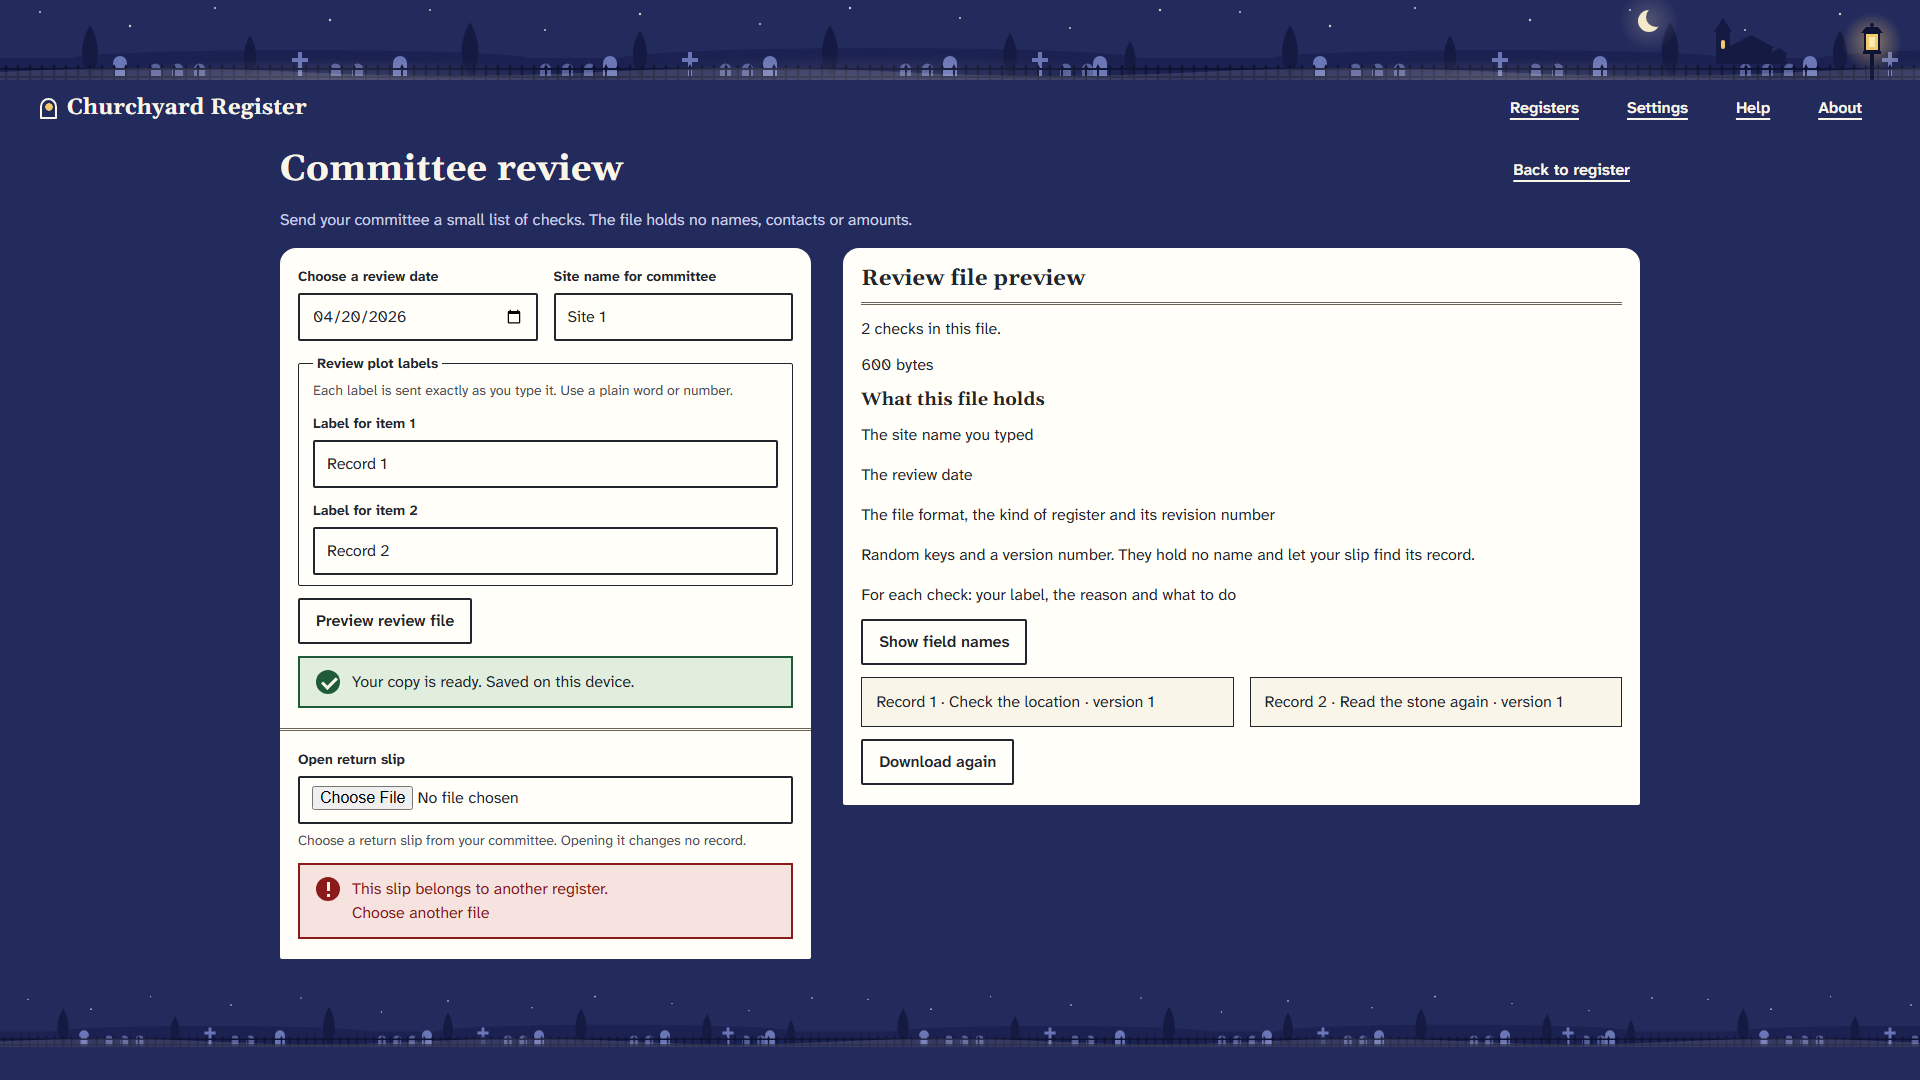 Churchyard Register
Registers
Settings
Help
About
Committee review
Back to register
Send your committee a small list of checks. The file holds no names, contacts or amounts.
Choose a review date
Site name for committee
04/20/2026
Site 1
Review plot labels
Each label is sent exactly as you type it. Use a plain word or number.
Label for item 1
Record 1
Label for item 2
Record 2
Preview review file
Your copy is ready. Saved on this device.
Open return slip
Choose File No file chosen
Choose a return slip from your committee. Opening it changes no record.
This slip belongs to another register.
Choose another file
Review file preview
2 checks in this file.
600 bytes
What this file holds
The site name you typed
The review date
The file format, the kind of register and its revision number
Random keys and a version number. They hold no name and let your slip find its record.
For each check: your label, the reason and what to do
Show field names
Record 1 · Check the location · version 1
Record 2 · Read the stone again · version 1
Download again